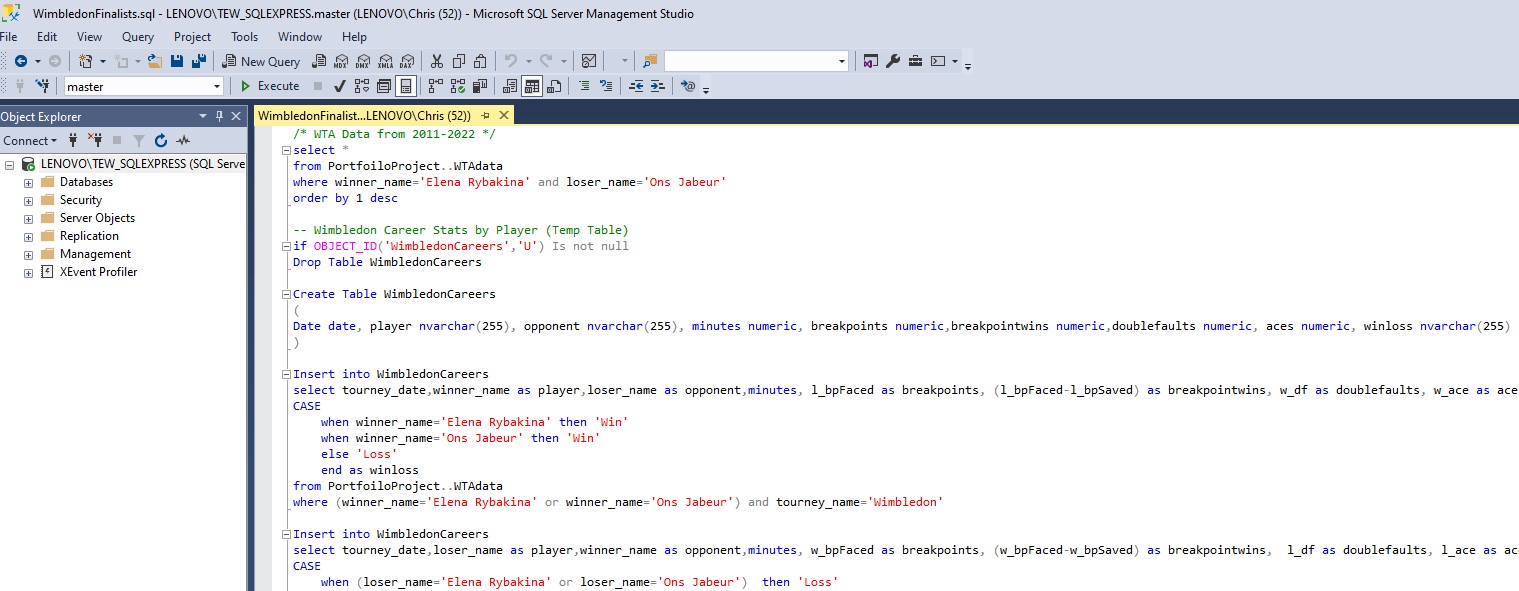 WimbledonFinalists.sql - LENOVO\TEW_SQLEXPRESS.master (LENOVO\Chris (52)) - Microsoft SQL Server Management Studio
File Edit View Query Project Tools Window Help
New Query MDX DMX XMLA DAX
master Execute
Object Explorer
WimbledonFinalist...LENOVO\Chris (52))
Connect
LENOVO\TEW_SQLEXPRESS (SQL Serve
Databases
Security
Server Objects
Replication
Management
XEvent Profiler
/* WTA Data from 2011-2022 */
select *
from PortfoiloProject..WTAdata
where winner_name='Elena Rybakina' and loser_name='Ons Jabeur'
order by 1 desc
-- Wimbledon Career Stats by Player (Temp Table)
if OBJECT_ID('WimbledonCareers','U') Is not null
Drop Table WimbledonCareers
Create Table WimbledonCareers
(
Date date, player nvarchar(255), opponent nvarchar(255), minutes numeric, breakpoints numeric,breakpointwins numeric,doublefaults numeric, aces numeric, winloss nvarchar(255)
)
Insert into WimbledonCareers
select tourney_date,winner_name as player,loser_name as opponent,minutes, l_bpFaced as breakpoints, (l_bpFaced-l_bpSaved) as breakpointwins, w_df as doublefaults, w_ace as ace
CASE
when winner_name='Elena Rybakina' then 'Win'
when winner_name='Ons Jabeur' then 'Win'
else 'Loss'
end as winloss
from PortfoiloProject..WTAdata
where (winner_name='Elena Rybakina' or winner_name='Ons Jabeur') and tourney_name='Wimbledon'
Insert into WimbledonCareers
select tourney_date,loser_name as player,winner_name as opponent,minutes, w_bpFaced as breakpoints, (w_bpFaced-w_bpSaved) as breakpointwins,  l_df as doublefaults, l_ace as ac
CASE
when (loser_name='Elena Rybakina' or loser_name='Ons Jabeur')  then 'Loss'